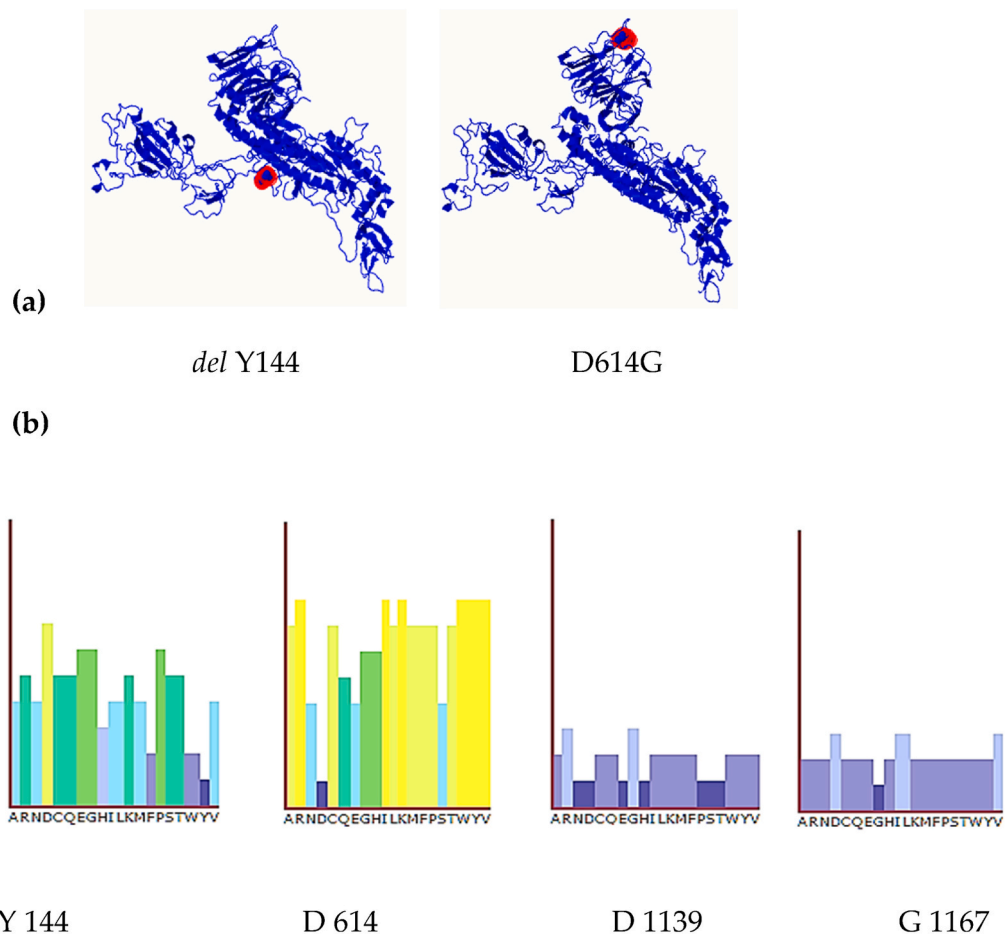 (a)
del Y144 D614G
(b)
ARNDCQEGHILKMFPSTWYV ARNDCQEGHILKMFPSTWYV ARNDCQEGHILKMFPSTWYV ARNDCQEGHILKMFPSTWYV
Y 144 D 614 D 1139 G 1167